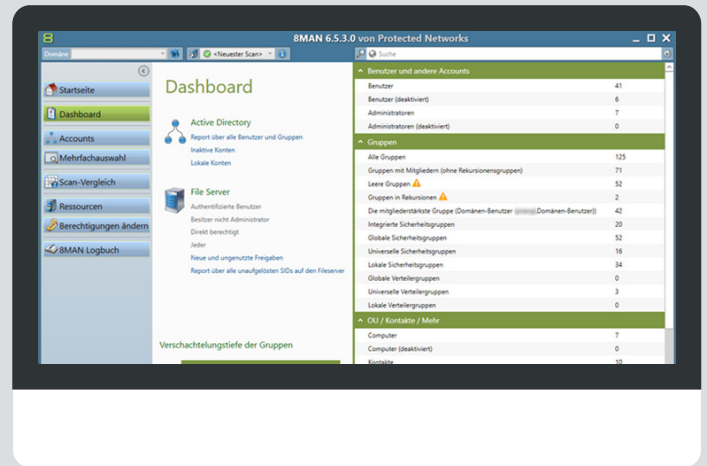 8MAN 6.5.3.0 von Protected Networks
Domäne
<Neuester Scan>
Suche
Startseite
Dashboard
Accounts
Mehrfachauswahl
Scan-Vergleich
Ressourcen
Berechtigungen ändern
8MAN Logbuch
Dashboard
Active Directory
Report über alle Benutzer und Gruppen
Inaktive Konten
Lokale Konten
File Server
Authentifizierte Benutzer
Besitzer nicht Administrator
Direkt berechtigt
Jeder
Neue und ungenutzte Freigaben
Report über alle unaufgelösten SIDs auf den Fileserver
Verschachtelungstiefe der Gruppen
Benutzer und andere Accounts
Benutzer 41
Benutzer (deaktiviert) 6
Administratoren 7
Administratoren (deaktiviert) 0
Gruppen
Alle Gruppen 125
Gruppen mit Mitgliedern (ohne Rekursionsgruppen) 71
Leere Gruppen 52
Gruppen in Rekursionen 2
Die mitgliederstärkste Gruppe (Domänen-Benutzer Domänen-Benutzer)) 42
Integrierte Sicherheitsgruppen 20
Globale Sicherheitsgruppen 52
Universelle Sicherheitsgruppen 16
Lokale Sicherheitsgruppen 34
Globale Verteilergruppen 0
Universelle Verteilergruppen 3
Lokale Verteilergruppen 0
OU / Kontakte / Mehr
Computer 7
Computer (deaktiviert) 0
Kontakte 10